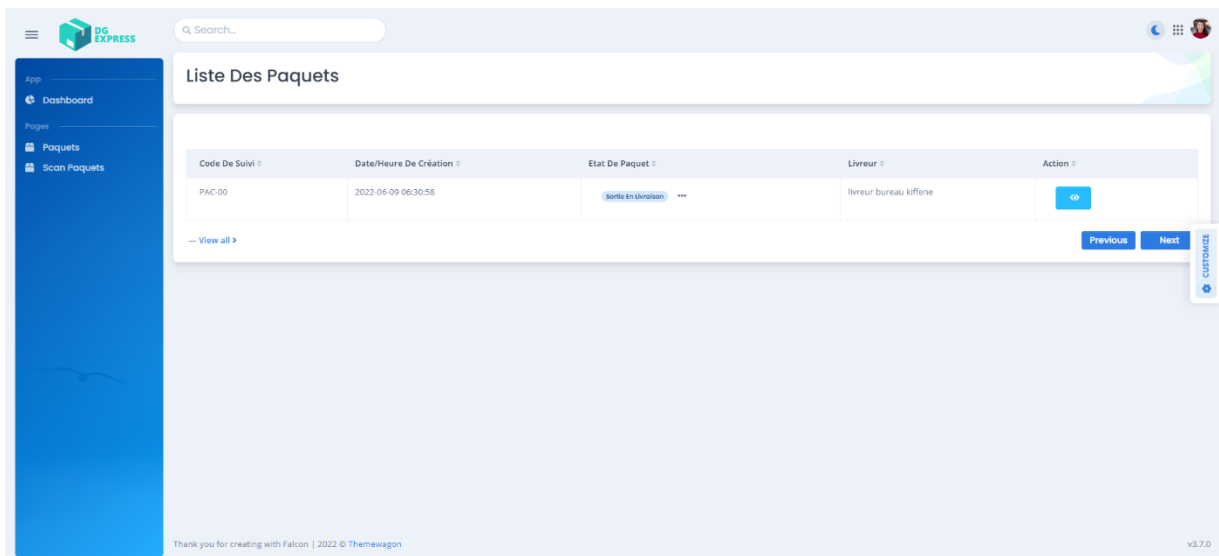 DG
EXPRESS
Search...
App
Dashboard
Pages
Paquets
Scan Paquets
Liste Des Paquets
Code De Suivi Date/Heure De Création Etat De Paquet Livreur Action
PAC-00 2022-06-09 06:30:58 Sortie En Livraison livreur bureau kiffene
— View all > Previous Next
CUSTOMIZE
Thank you for creating with Falcon | 2022 © Themewagon v3.7.0